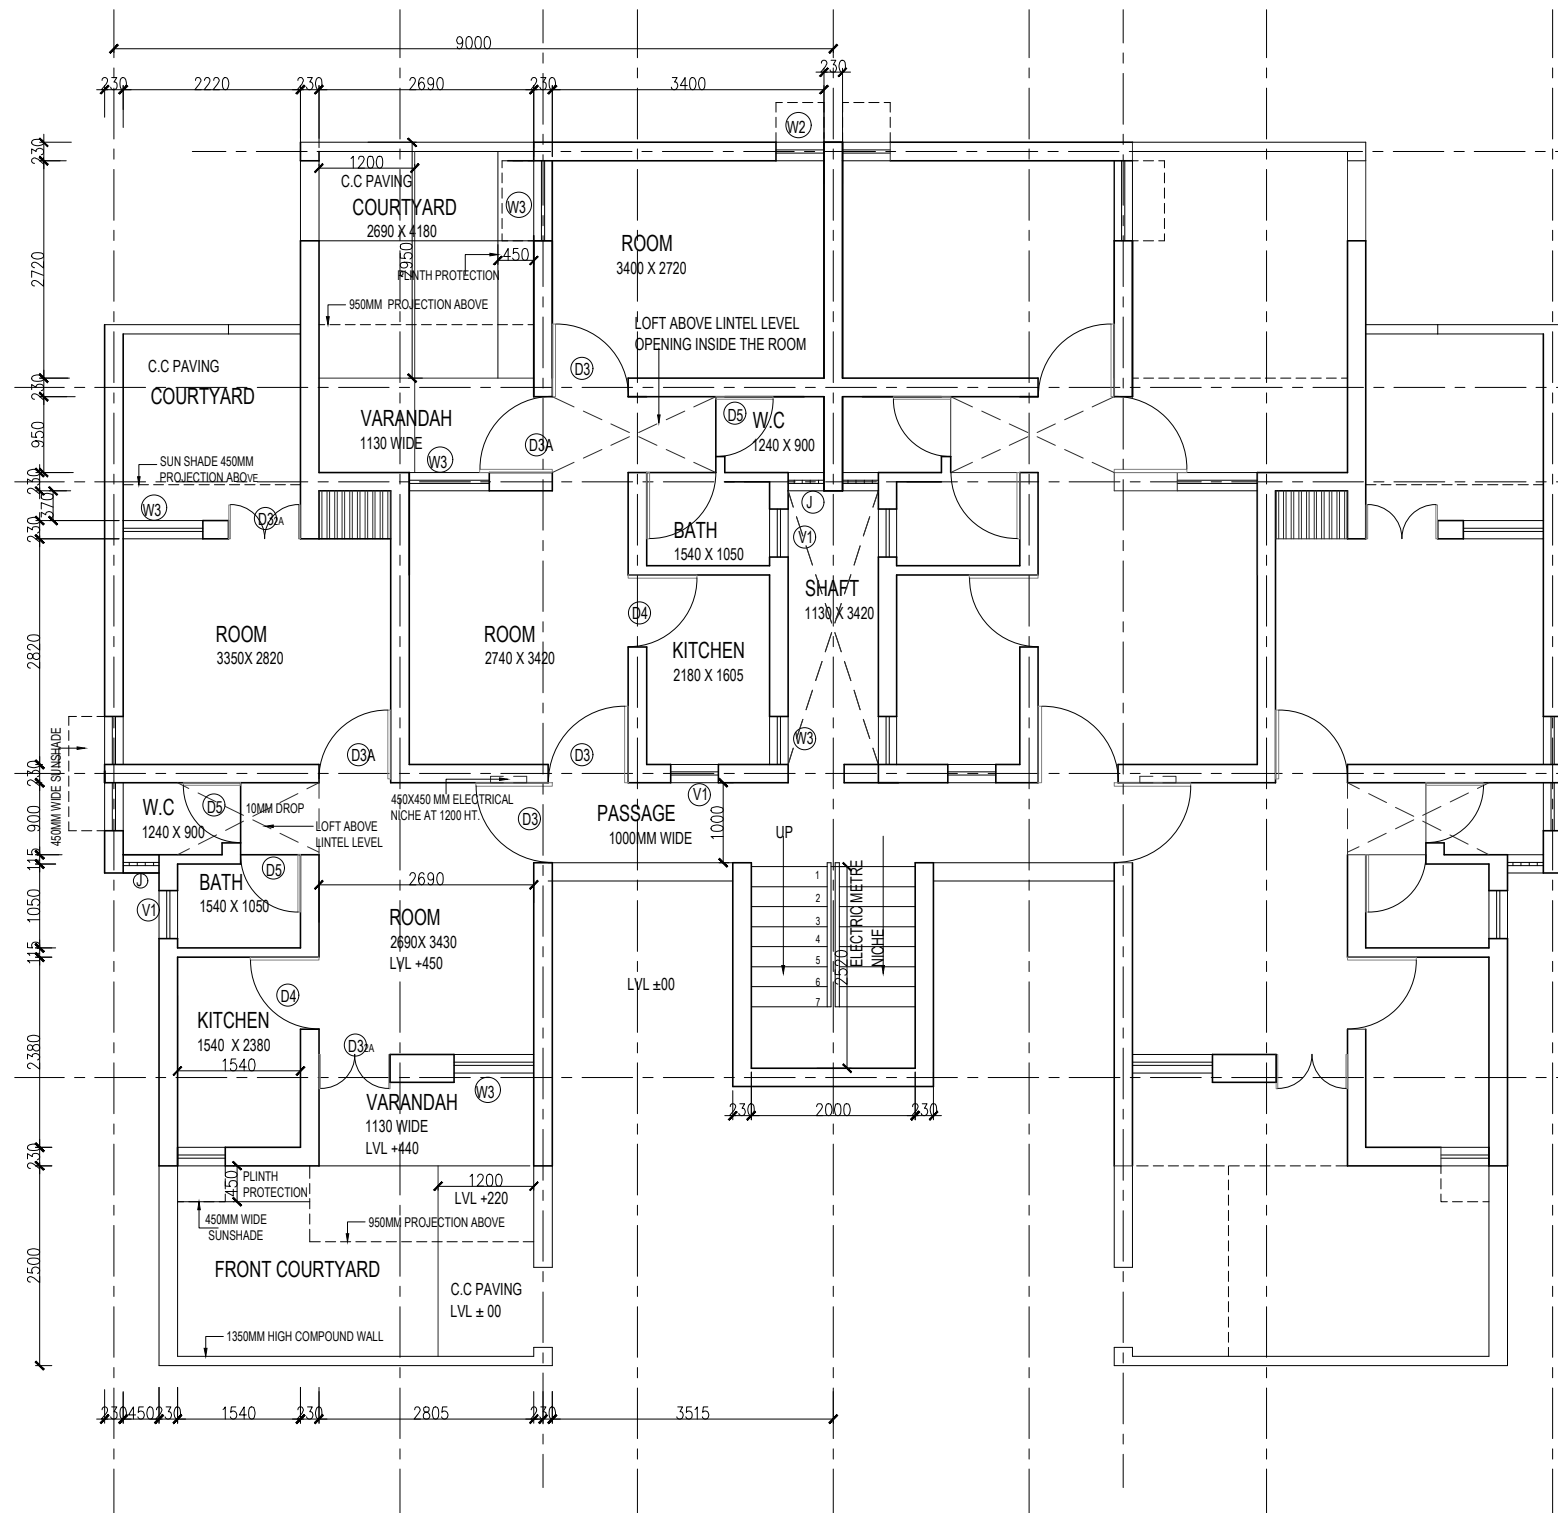 9000
230
230
2220
230
2690
230
3400
W2
230
1200
C.C PAVING
COURTYARD
2690 X 4180
W3
ROOM
3400 X 2720
2950
450
PLINTH PROTECTION
2720
950MM PROJECTION ABOVE
LOFT ABOVE LINTEL LEVEL
OPENING INSIDE THE ROOM
C.C PAVING
COURTYARD
D3
230
VARANDAH
1130 WIDE
D5
W.C
1240 X 900
D3A
950
W3
SUN SHADE 450MM
PROJECTION ABOVE
230
370
W3
D32A
J
230
BATH
1540 X 1050
V1
SHAFT
1130 X 3420
D4
ROOM
3350X 2820
ROOM
2740 X 3420
KITCHEN
2180 X 1605
2820
450MM WIDE SUNSHADE
D3A
D3
W3
230
W.C
1240 X 900
D5
10MM DROP
LOFT ABOVE
LINTEL LEVEL
450X450 MM ELECTRICAL
NICHE AT 1200 HT.
V1
D3
PASSAGE
1000MM WIDE
1000
UP
900
115
J
BATH
1540 X 1050
D5
V1
2690
ROOM
2690X 3430
LVL +450
1050
1
2
3
4
5
6
7
ELECTRIC METRE
NICHE
2520
LVL ±00
115
D4
KITCHEN
1540 X 2380
1540
D32A
2380
W3
VARANDAH
1130 WIDE
LVL +440
230
2000
230
230
450
PLINTH
PROTECTION
1200
LVL +220
450MM WIDE
SUNSHADE
950MM PROJECTION ABOVE
FRONT COURTYARD
2500
C.C PAVING
LVL ± 00
1350MM HIGH COMPOUND WALL
230
450
230
1540
230
2805
230
3515